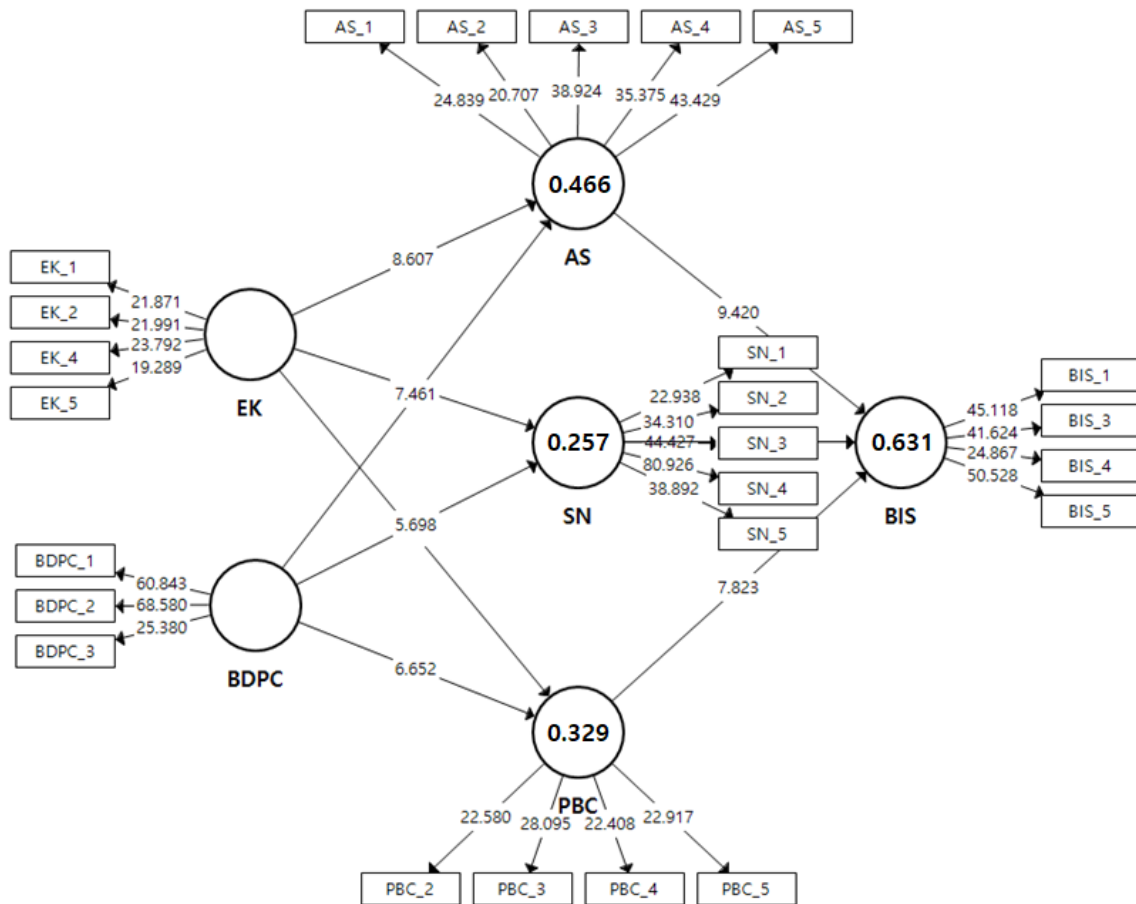 AS_1 AS_2 AS_3 AS_4 AS_5
24.839 20.707 38.924 35.375 43.429
0.466
AS
EK_1
EK_2
EK_4
EK_5
21.871
21.991
23.792
19.289
EK
8.607
9.420
7.461
SN_1
SN_2
SN_3
SN_4
SN_5
22.938
34.310
44.427
80.926
38.892
0.257
SN
0.631
BIS
BIS_1
BIS_3
BIS_4
BIS_5
45.118
41.624
24.867
50.528
5.698
BDPC_1
BDPC_2
BDPC_3
60.843
68.580
25.380
BDPC
6.652
7.823
0.329
PBC
22.580 28.095 22.408 22.917
PBC_2 PBC_3 PBC_4 PBC_5